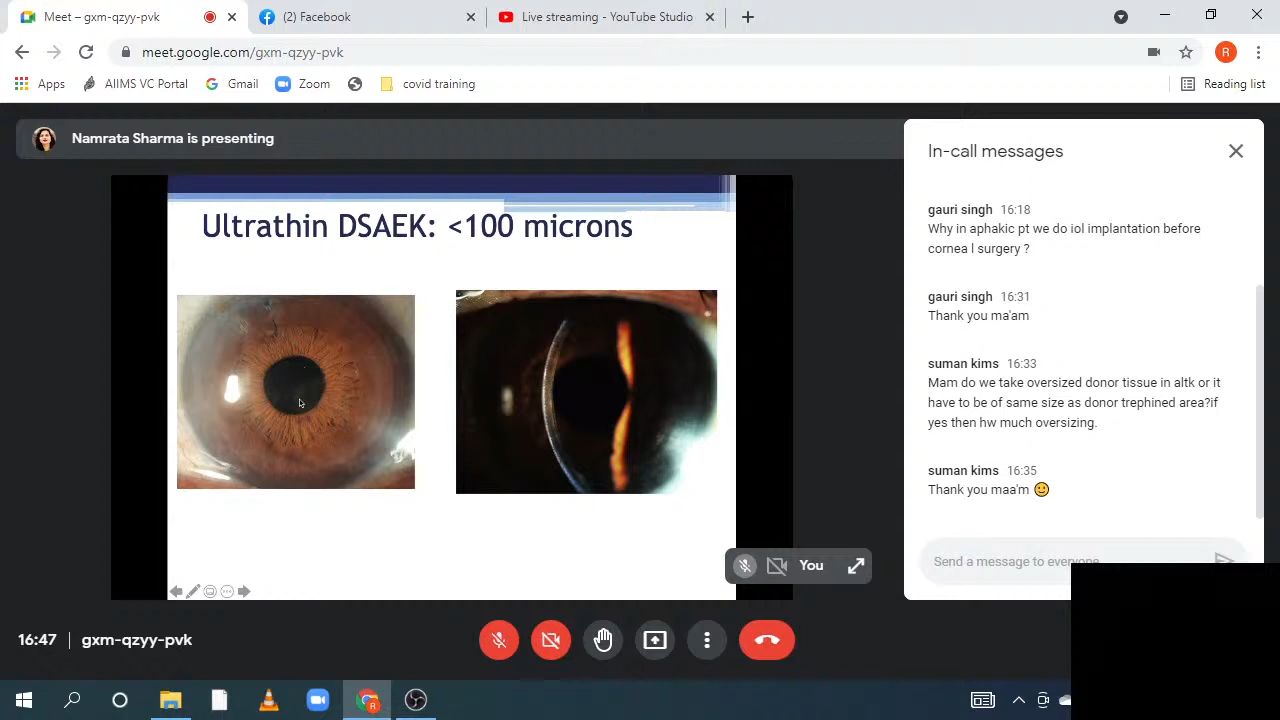 Meet – gxm-qzyy-pvk
(2) Facebook
Live streaming - YouTube Studio
meet.google.com/gxm-qzyy-pvk
R
Apps
AIIMS VC Portal
Gmail
Zoom
covid training
Reading list
Namrata Sharma is presenting
Ultrathin DSAEK: <100 microns
You
In-call messages
gauri singh 16:18
Why in aphakic pt we do iol implantation before
cornea l surgery ?
gauri singh 16:31
Thank you ma'am
suman kims 16:33
Mam do we take oversized donor tissue in altk or it
have to be of same size as donor trephined area?if
yes then hw much oversizing.
suman kims 16:35
Thank you maa'm 🙂
Send a message to everyone
16:47 | gxm-qzyy-pvk
R